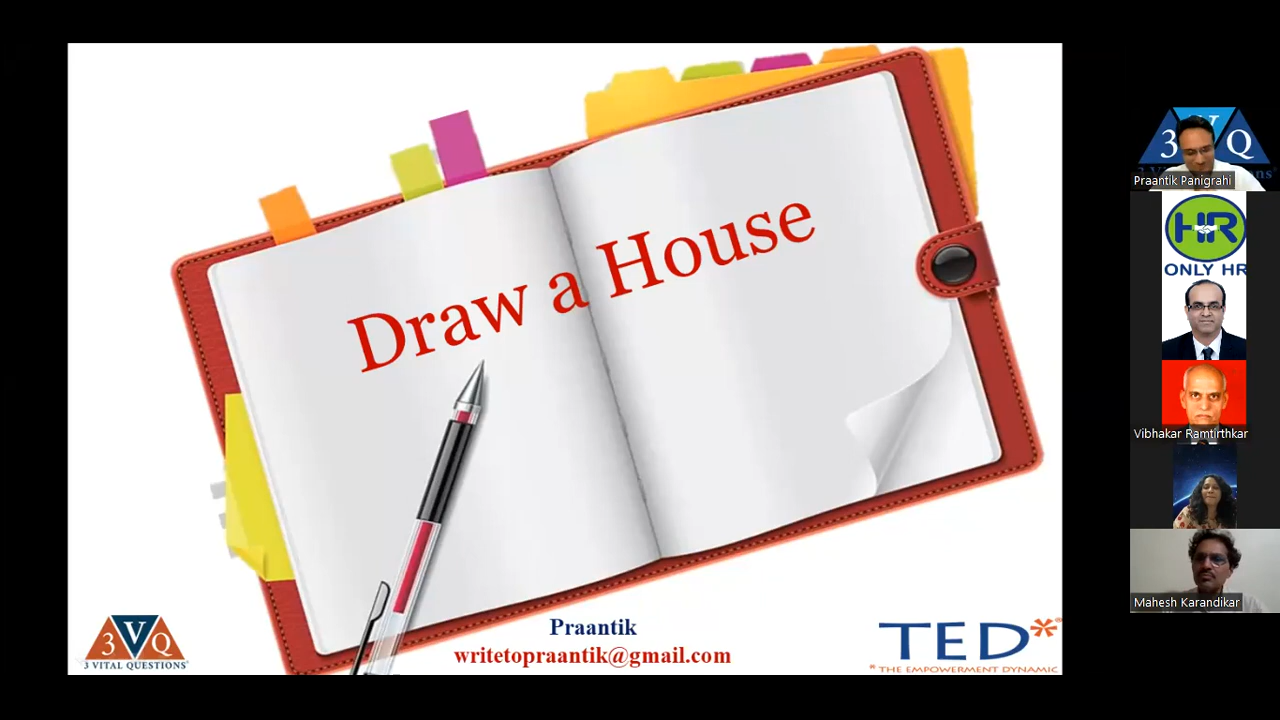 Draw a House
3VQ
3 VITAL QUESTIONS®
Praantik
writetopraantik@gmail.com
TED*®
* THE EMPOWERMENT DYNAMIC
3VQ
Praantik Panigrahi
HR
ONLY HR
Vibhakar Ramtirthkar
Mahesh Karandikar